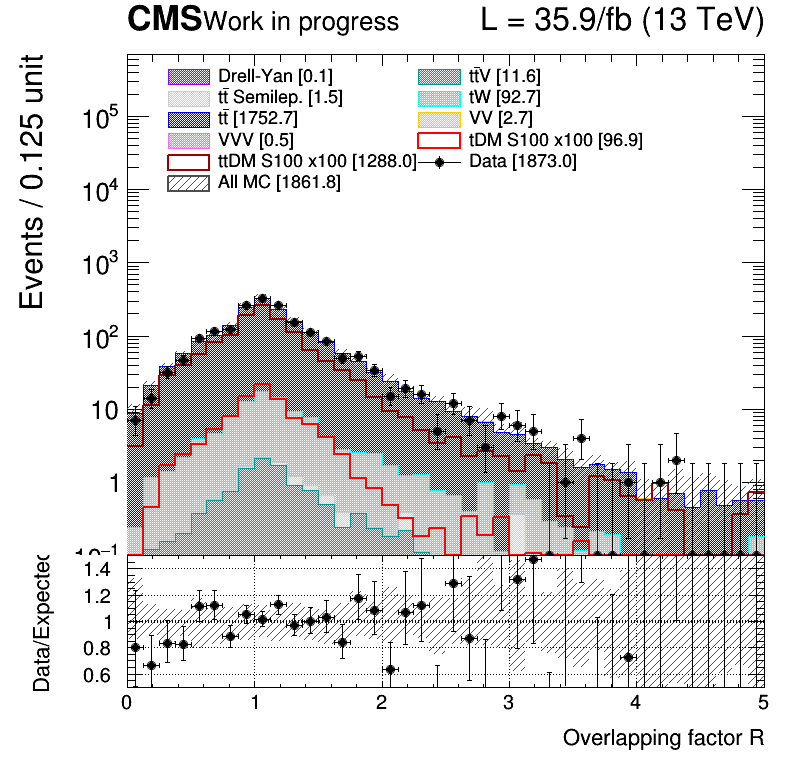 CMS Work in progress L = 35.9/fb (13 TeV)
Drell-Yan [0.1]
tt̄V [11.6]
tt̄ Semilep. [1.5]
tW [92.7]
tt̄ [1752.7]
VV [2.7]
VVV [0.5]
tDM S100 x100 [96.9]
ttDM S100 x100 [1288.0]
Data [1873.0]
All MC [1861.8]
Events / 0.125 unit
10⁵
10⁴
10³
10²
10
1
10⁻¹
Data/Expected
1.4
1.2
1
0.8
0.6
0 1 2 3 4 5
Overlapping factor R